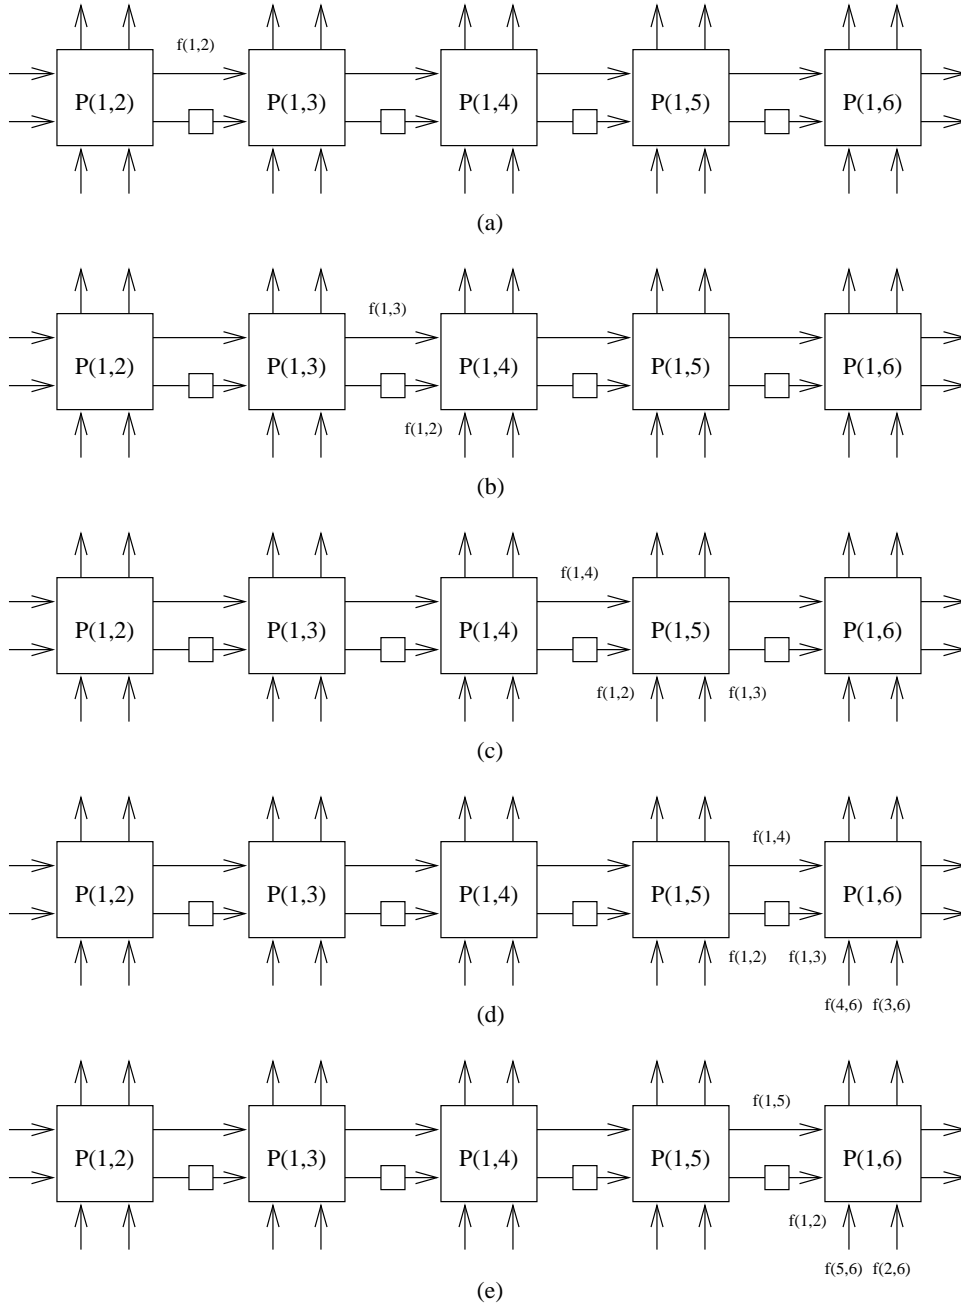 f(1,2)
P(1,2) P(1,3) P(1,4) P(1,5) P(1,6)
(a)
f(1,3)
P(1,2) P(1,3) P(1,4) P(1,5) P(1,6)
f(1,2)
(b)
f(1,4)
P(1,2) P(1,3) P(1,4) P(1,5) P(1,6)
f(1,2) f(1,3)
(c)
f(1,4)
P(1,2) P(1,3) P(1,4) P(1,5) P(1,6)
f(1,2) f(1,3)
f(4,6) f(3,6)
(d)
f(1,5)
P(1,2) P(1,3) P(1,4) P(1,5) P(1,6)
f(1,2)
f(5,6) f(2,6)
(e)